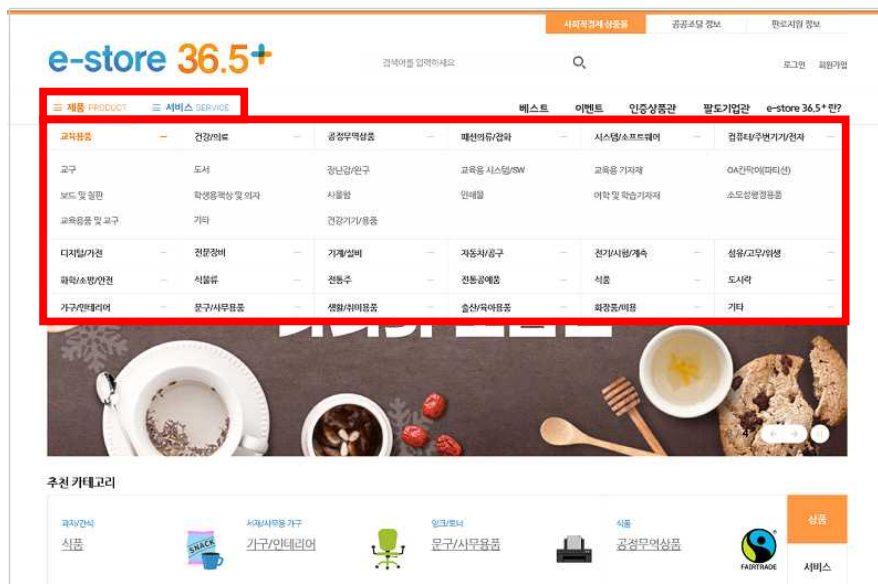 사회적경제 상품몰 공공조달 정보 판로지원 정보
e-store 36.5+
검색어를 입력하세요
로그인 회원가입
제품 PRODUCT 서비스 SERVICE 베스트 이벤트 인증상품관 팔도기업관 e-store 36.5+란?
교육용품 건강/의료 공정무역상품 패션의류/잡화 시스템/소프트웨어 컴퓨터/주변기기/전자
교구 도서 장난감/완구 교육용 시스템/SW 교육용 기자재 OA칸막이(파티션)
보드 및 칠판 학생용책상 및 의자 사물함 인쇄물 어학 및 학습기자재 소모성행정용품
교육용품 및 교구 기타 건강기기/용품
디지털/가전 전문장비 기계/설비 자동차/공구 전기/시험/계측 섬유/고무/위생
화학/소방/안전 식물류 전통주 전통공예품 식품 도시락
가구/인테리어 문구/사무용품 생활/취미용품 출산/육아용품 화장품/미용 기타
추천 카테고리
과자/간식 서재/사무용 가구 잉크/토너 식품 상품
식품 SNACK 가구/인테리어 문구/사무용품 공정무역상품 FAIRTRADE 서비스